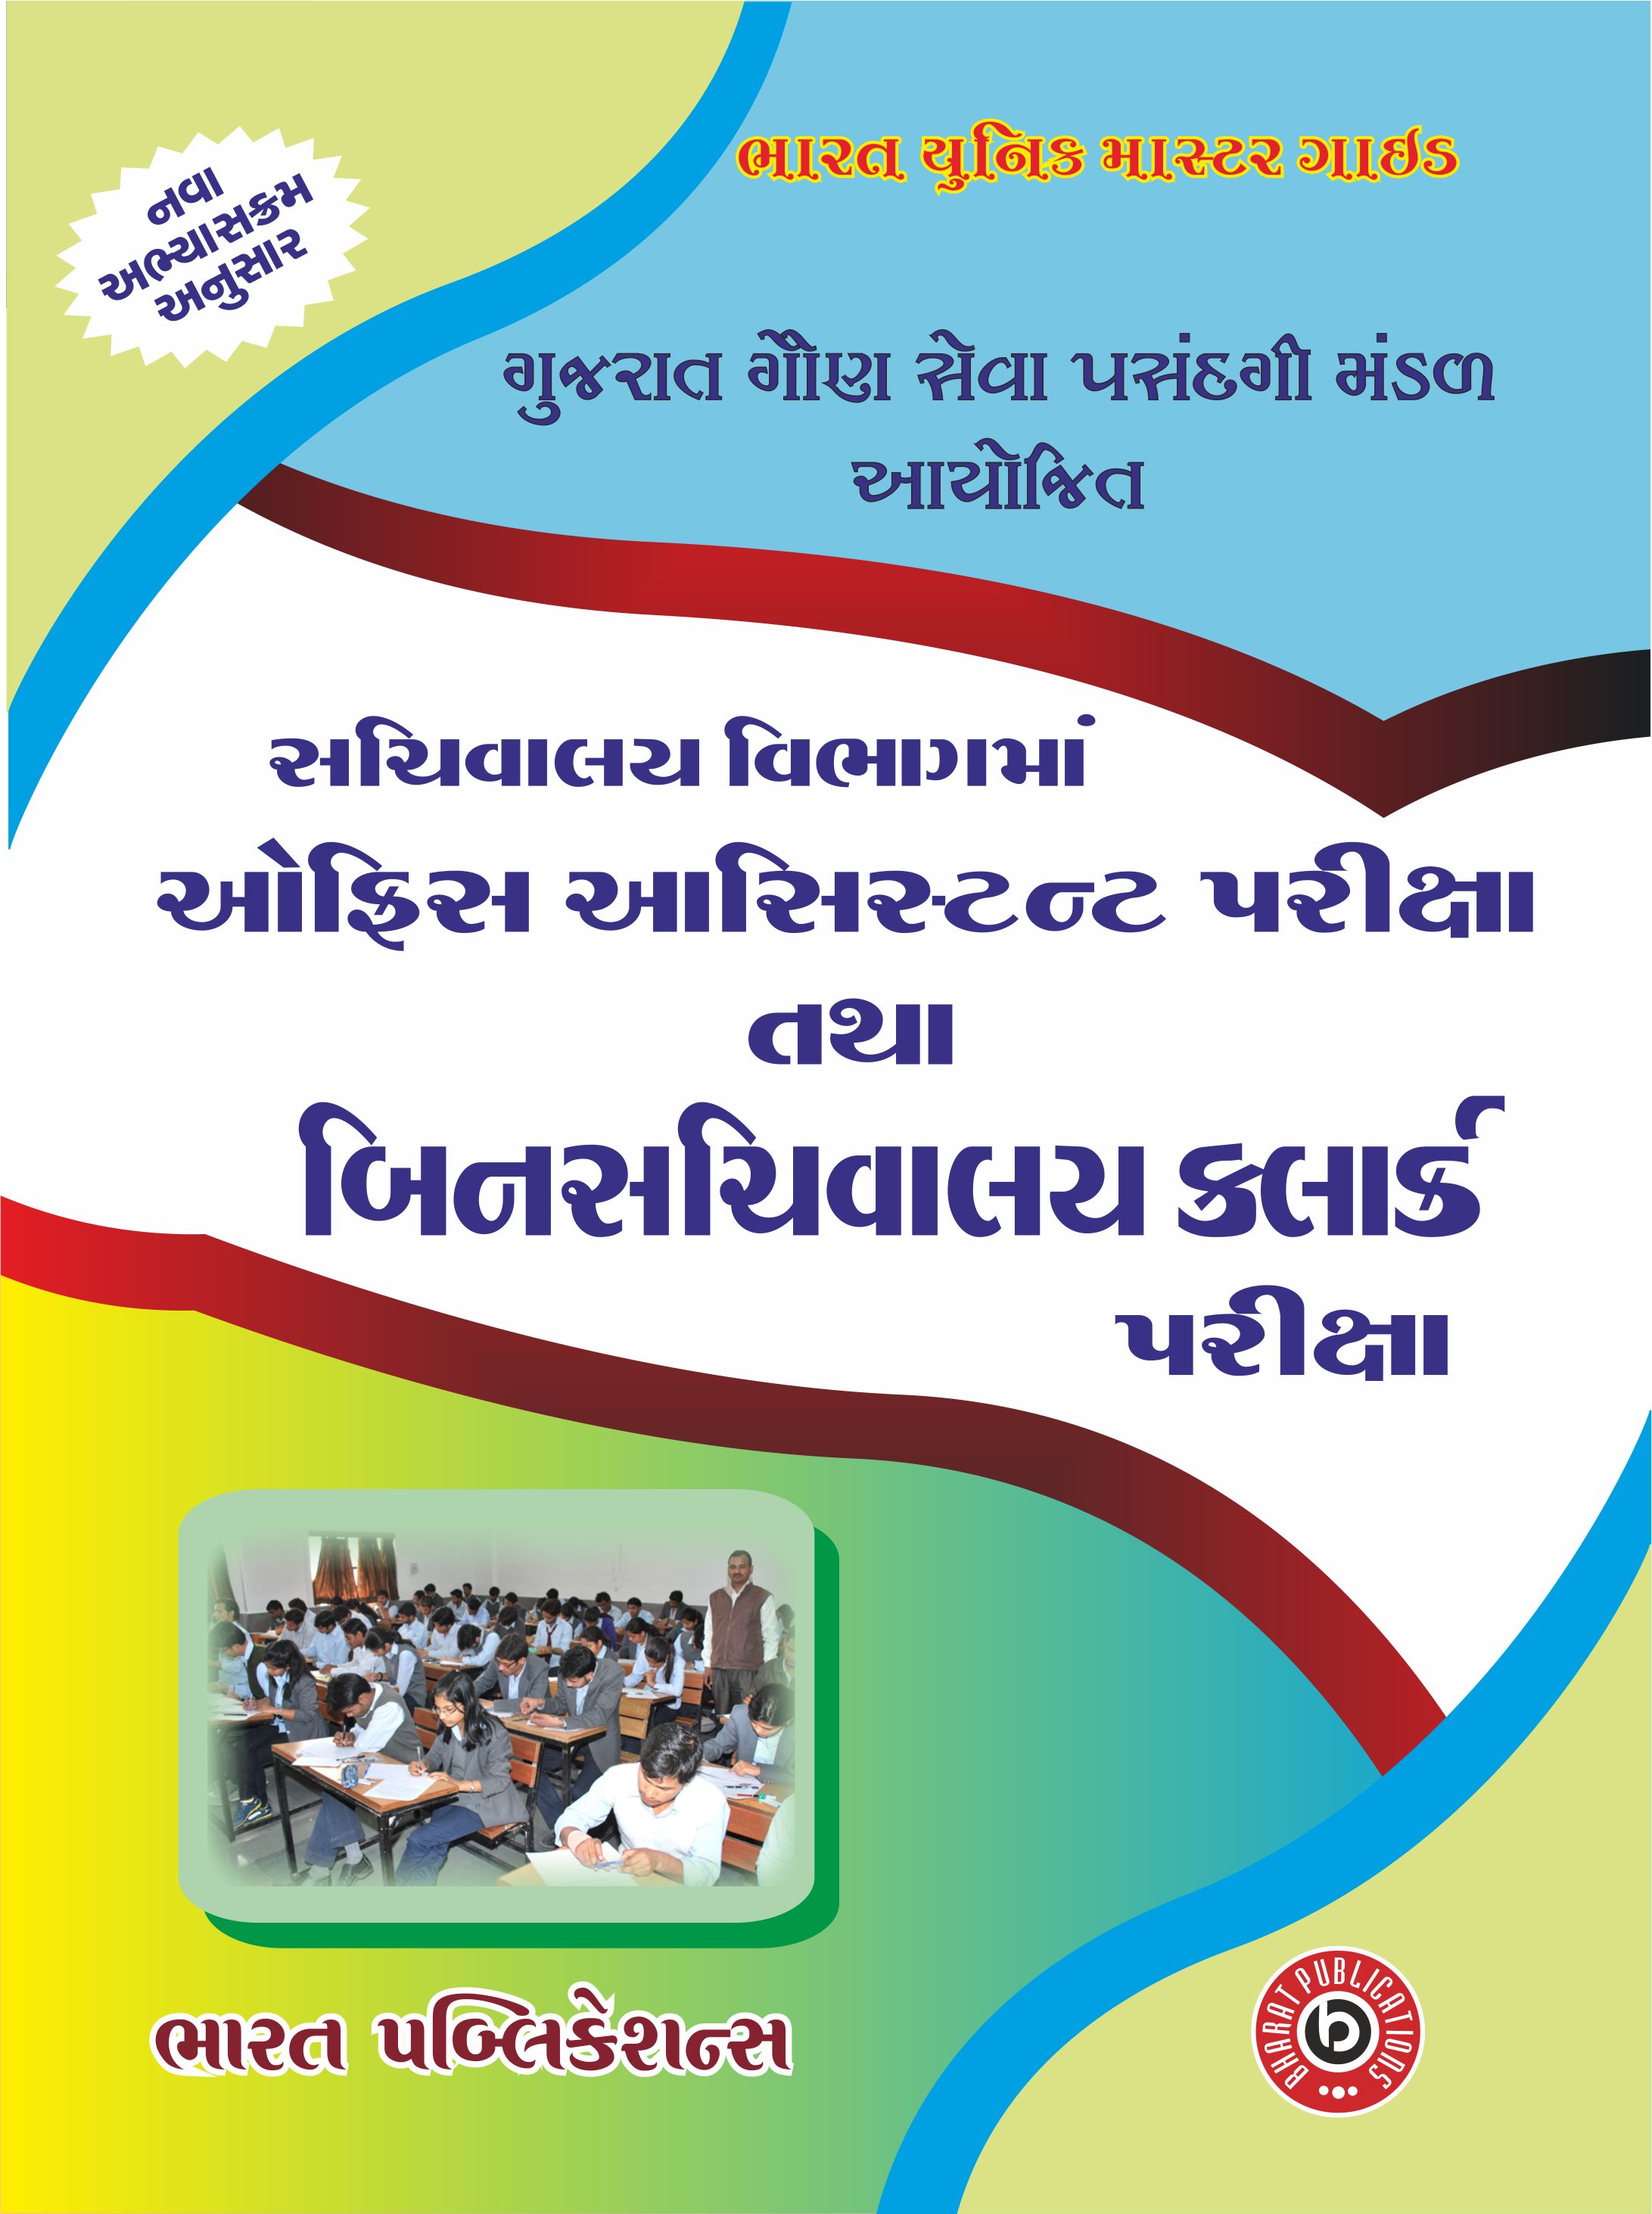 ભારત યુનિક માસ્ટર ગાઇડ
નવા
અભ્યાસક્રમ
અનુસાર
ગુજરાત ગૌણ સેવા પસંદગી મંડળ
આયોજિત
સચિવાલય વિભાગમાં
ઓફિસ આસિસ્ટન્ટ પરીક્ષા
તથા
બિનસચિવાલય કલાર્ક
પરીક્ષા
ભારત પબ્લિકેશન્સ
BHARAT PUBLICATIONS
b